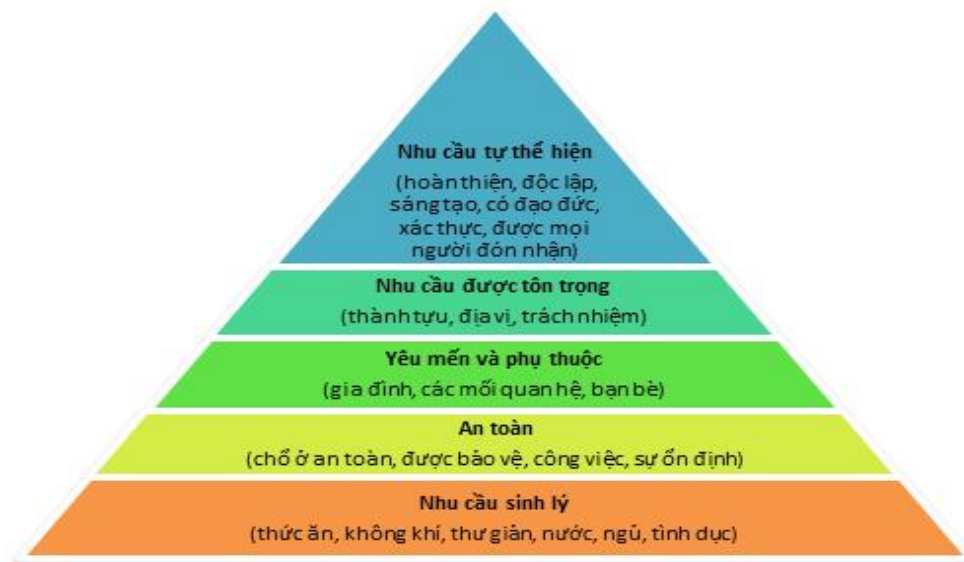 Nhu cầu tự thể hiện
(hoàn thiện, độc lập,
sáng tạo, có đạo đức,
xác thực, được mọi
người đón nhận)
Nhu cầu được tôn trọng
(thành tựu, địa vị, trách nhiệm)
Yêu mến và phụ thuộc
(gia đình, các mối quan hệ, bạn bè)
An toàn
(chổ ở an toàn, được bảo vệ, công việc, sự ổn định)
Nhu cầu sinh lý
(thức ăn, không khí, thư giản, nước, ngủ, tình dục)